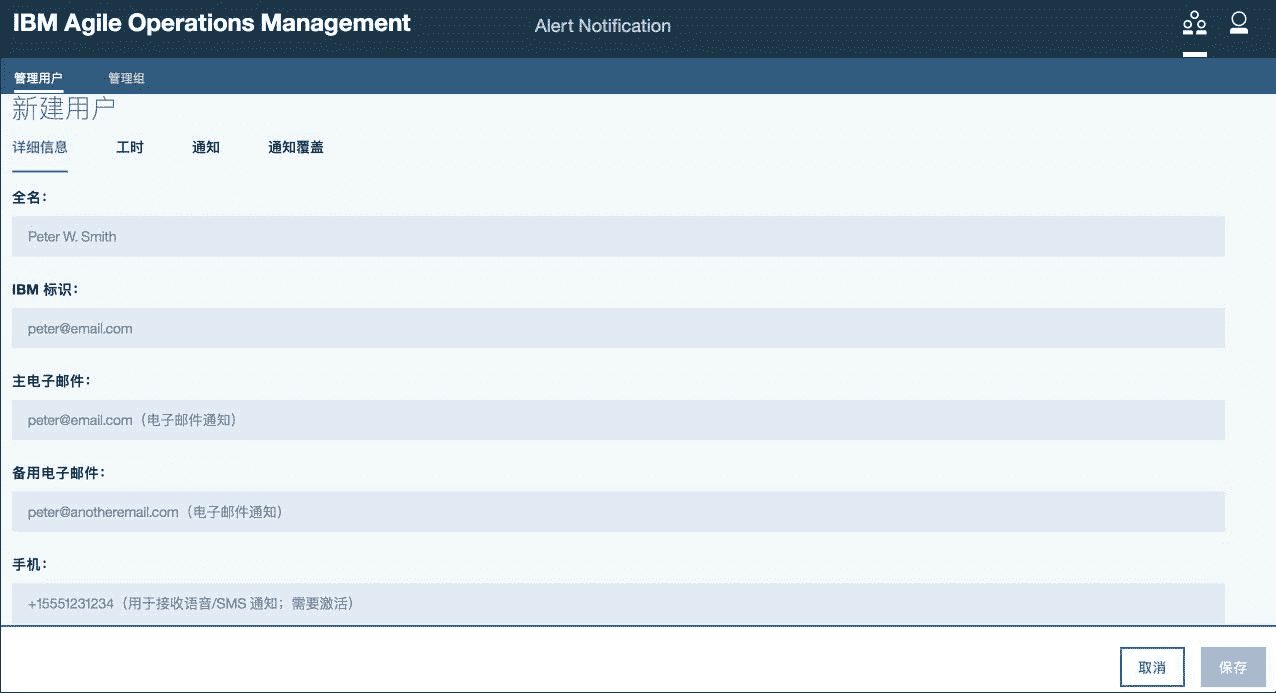 IBM Agile Operations Management
Alert Notification
管理用户 管理组
新建用户
详细信息 工时 通知 通知覆盖
全名：
Peter W. Smith
IBM 标识：
peter@email.com
主电子邮件：
peter@email.com（电子邮件通知）
备用电子邮件：
peter@anotheremail.com（电子邮件通知）
手机：
+15551231234（用于接收语音/SMS 通知；需要激活）
取消 保存